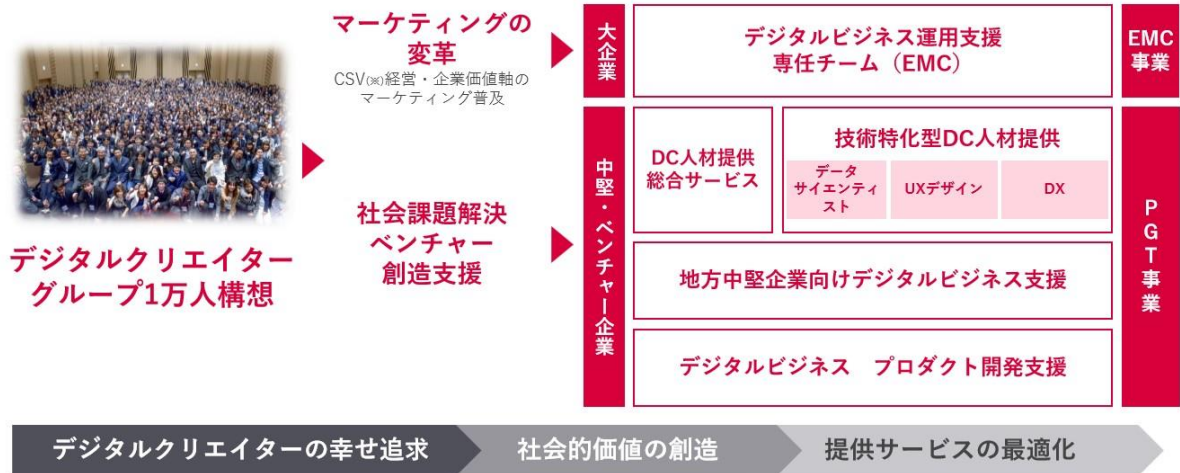 デジタルクリエイター
グループ1万人構想
マーケティングの
変革
CSV(※)経営・企業価値軸の
マーケティング普及
社会課題解決
ベンチャー
創造支援
大企業
デジタルビジネス運用支援
専任チーム（EMC）
EMC
事業
中堅・ベンチャー企業
DC人材提供
総合サービス
技術特化型DC人材提供
データ
サイエンティ
スト
UXデザイン
DX
地方中堅企業向けデジタルビジネス支援
デジタルビジネス　プロダクト開発支援
PGT事業
デジタルクリエイターの幸せ追求
社会的価値の創造
提供サービスの最適化